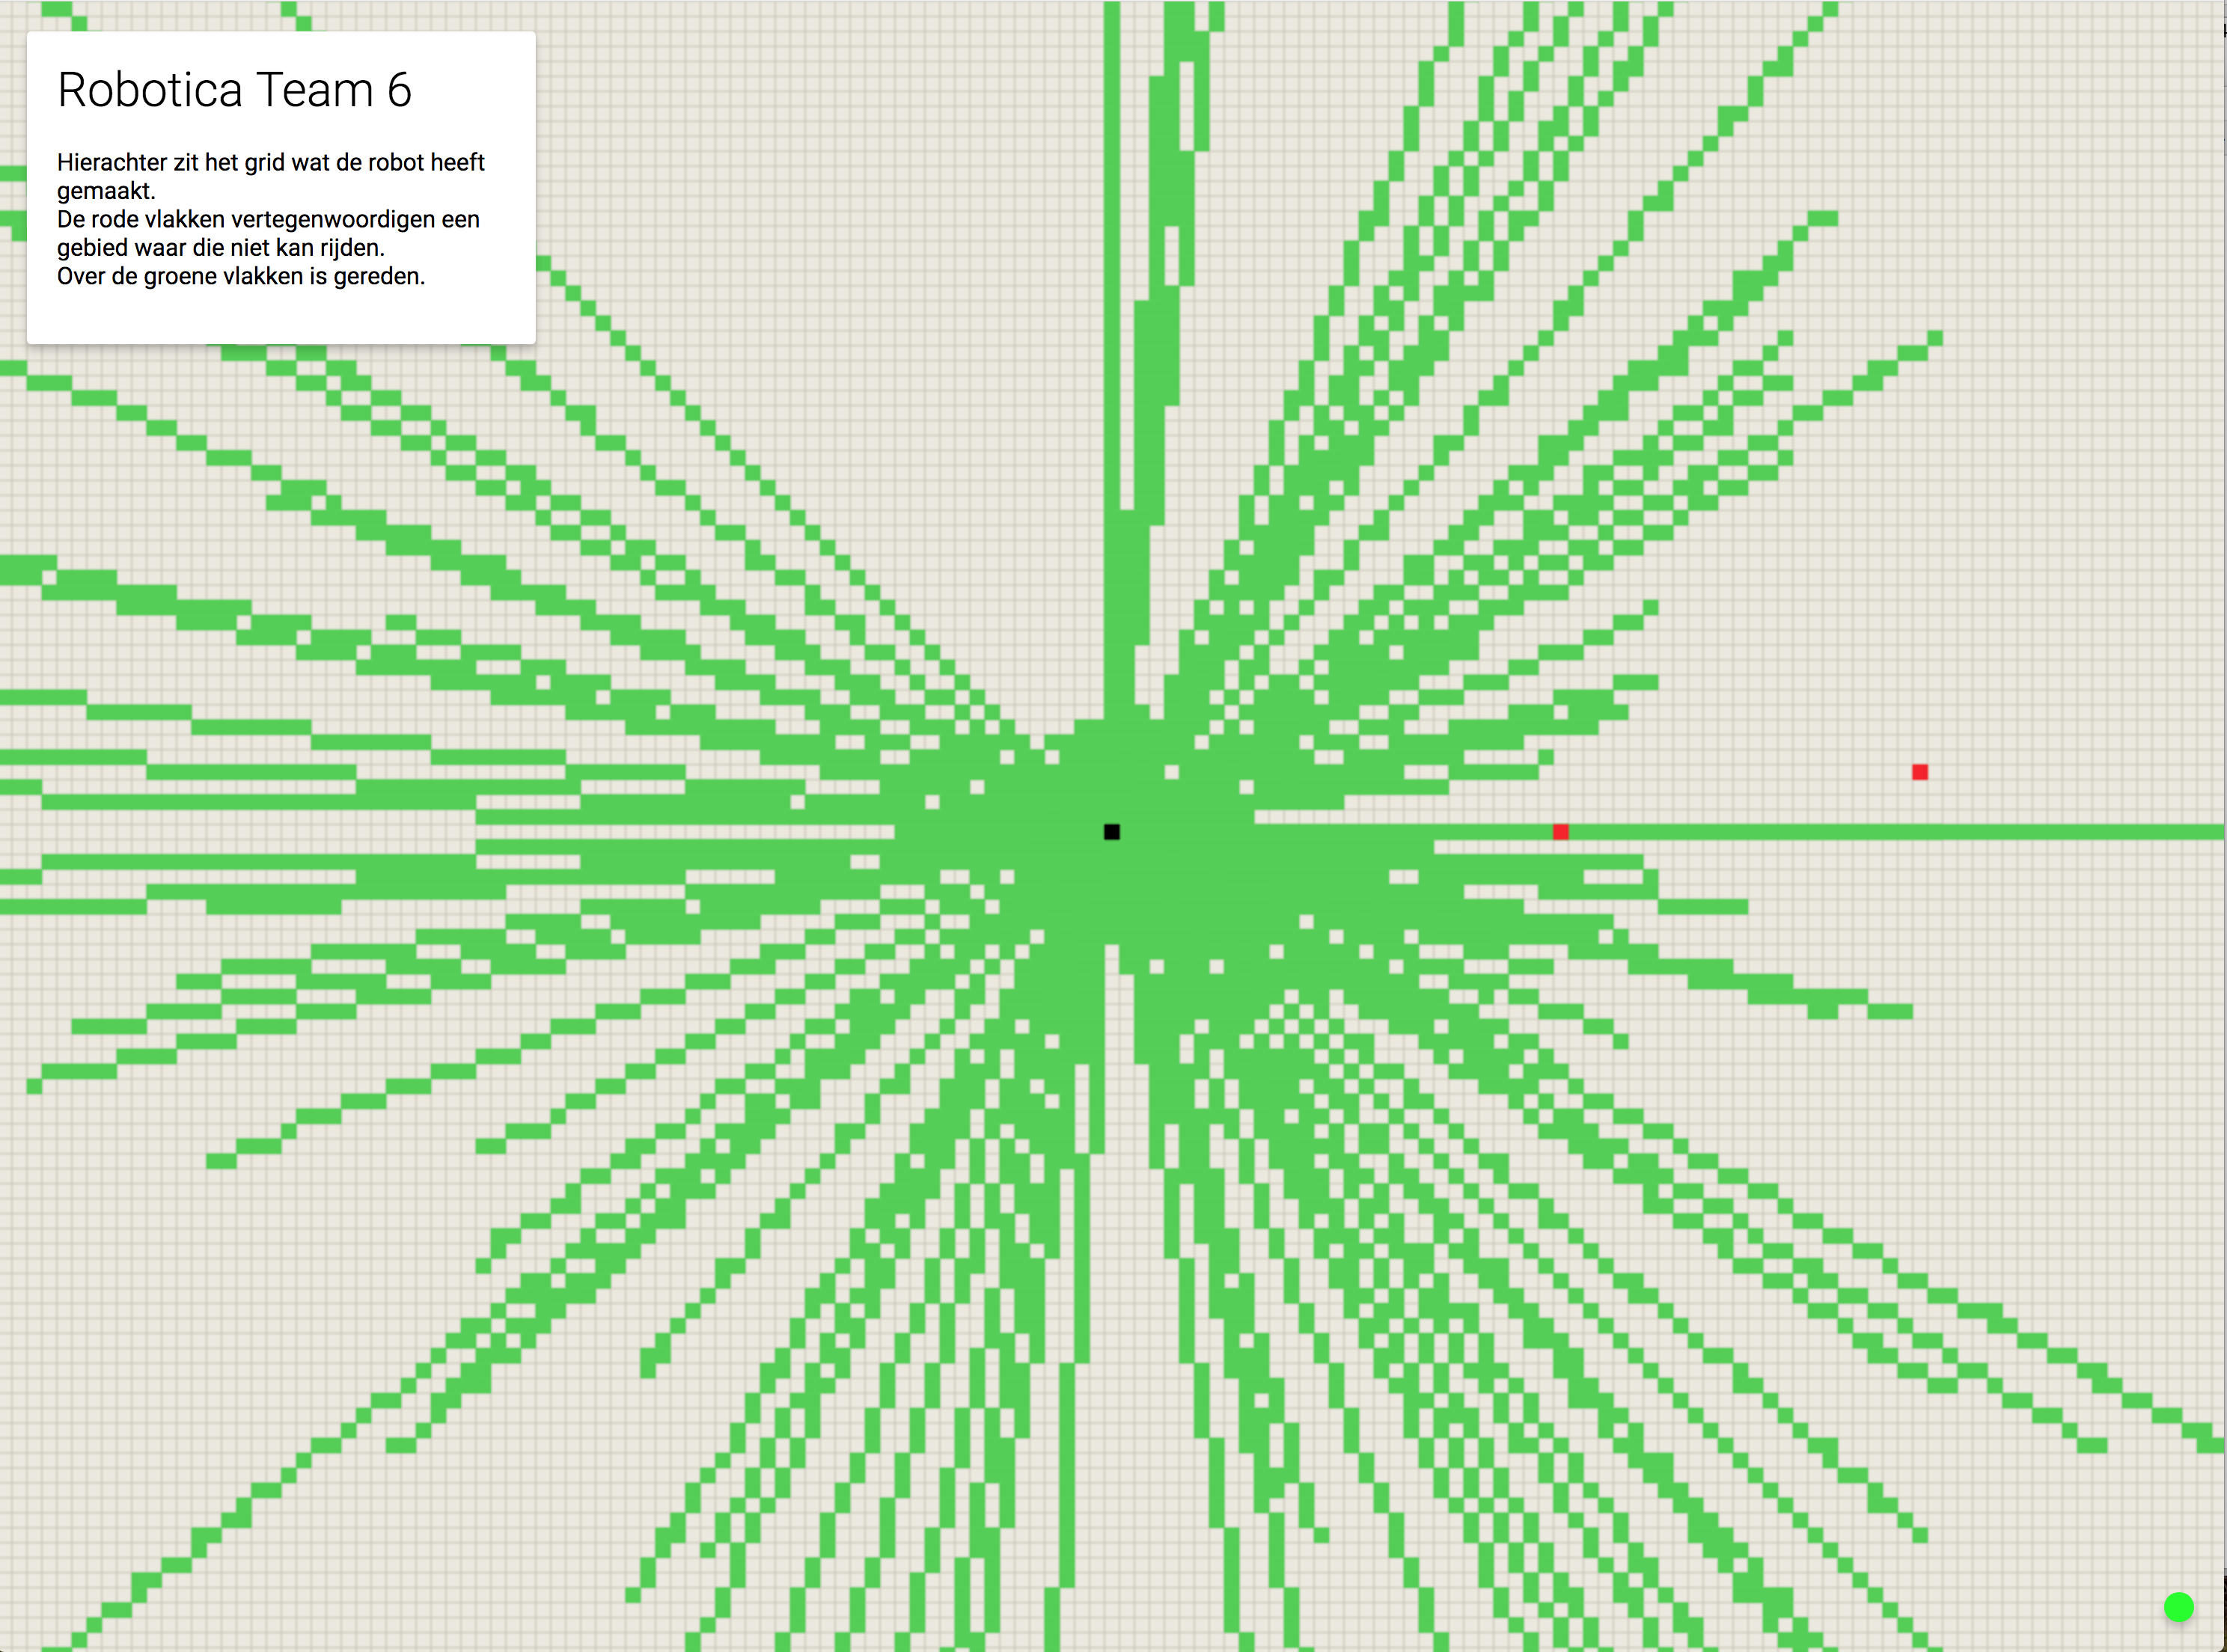 Robotica Team 6
Hierachter zit het grid wat de robot heeft
gemaakt.
De rode vlakken vertegenwoordigen een
gebied waar die niet kan rijden.
Over de groene vlakken is gereden.